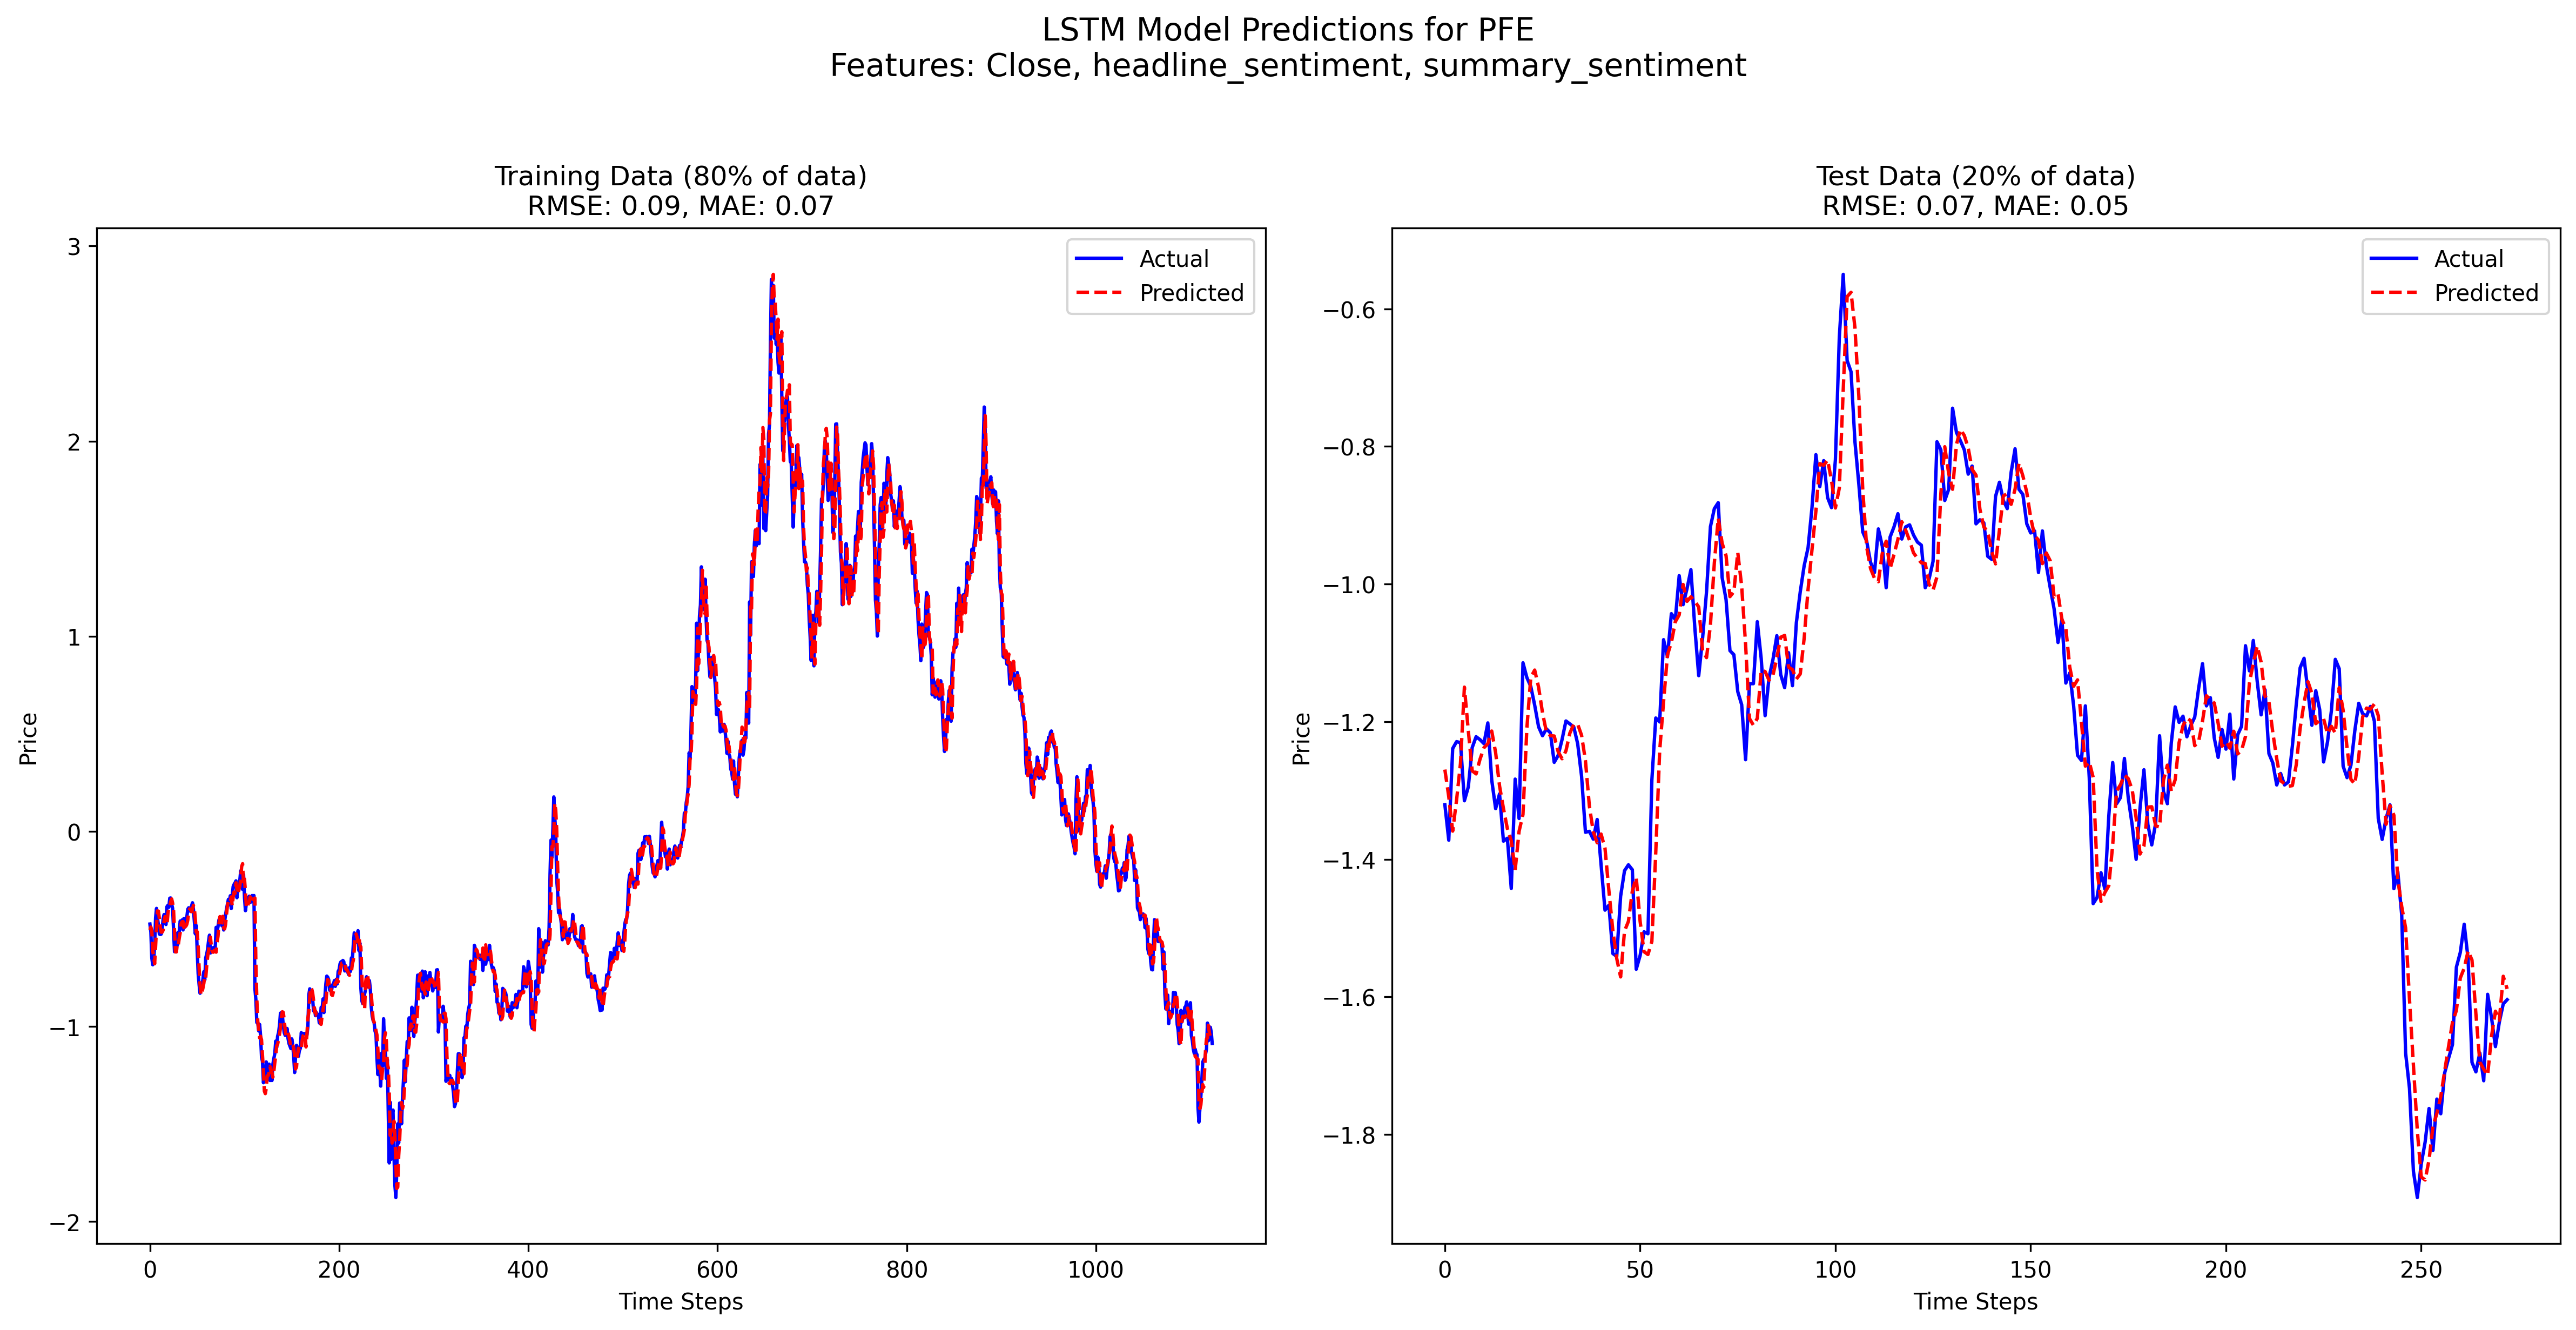 LSTM Model Predictions for PFE
Features: Close, headline_sentiment, summary_sentiment
Training Data (80% of data)
RMSE: 0.09, MAE: 0.07
Actual
Predicted
3
2
1
0
−1
−2
Price
0
200
400
600
800
1000
Time Steps
Test Data (20% of data)
RMSE: 0.07, MAE: 0.05
Actual
Predicted
−0.6
−0.8
−1.0
−1.2
−1.4
−1.6
−1.8
Price
0
50
100
150
200
250
Time Steps